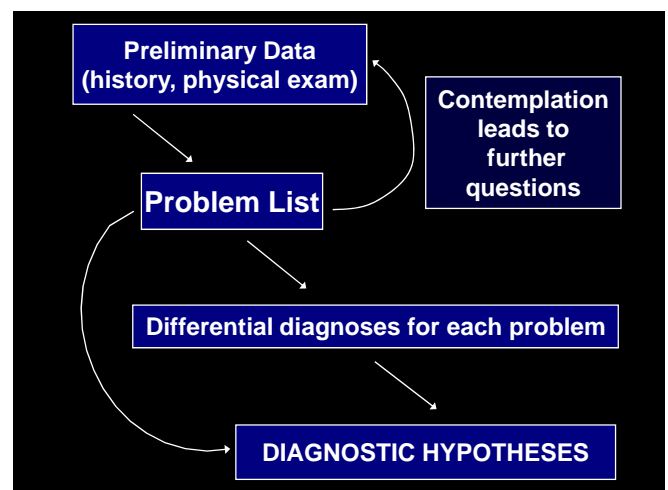 Preliminary Data
(history, physical exam)
Contemplation
leads to
further
questions
Problem List
Differential diagnoses for each problem
DIAGNOSTIC HYPOTHESES